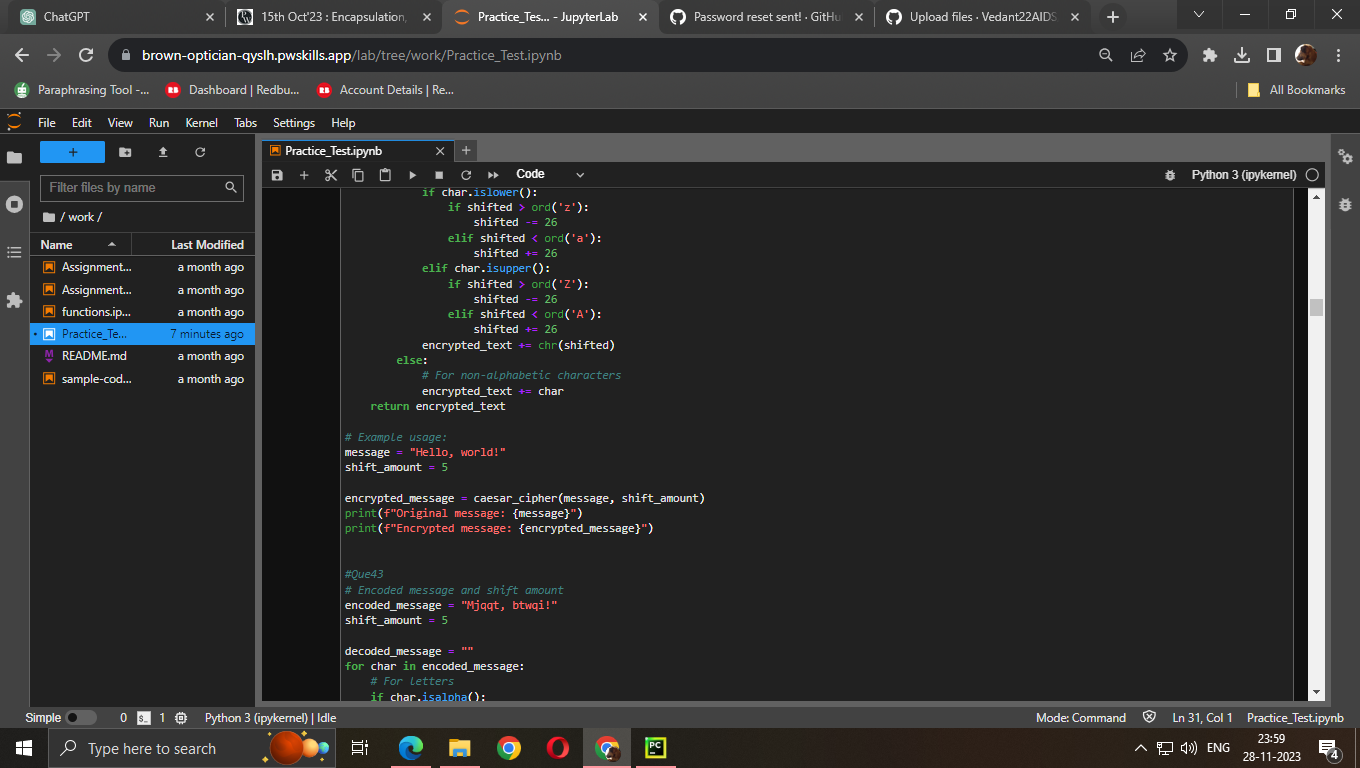 ChatGPT
15th Oct'23 : Encapsulation,
Practice_Tes... - JupyterLab
Password reset sent! · GitHu
Upload files · Vedant22AIDS
brown-optician-qyslh.pwskills.app/lab/tree/work/Practice_Test.ipynb
Paraphrasing Tool -...
Dashboard | Redbu...
Account Details | Re...
All Bookmarks
File Edit View Run Kernel Tabs Settings Help
Filter files by name
/ work /
Name Last Modified
Assignment... a month ago
Assignment... a month ago
functions.ip... a month ago
Practice_Te... 7 minutes ago
README.md a month ago
sample-cod... a month ago
Practice_Test.ipynb
Code
Python 3 (ipykernel)
if char.islower():
if shifted > ord('z'):
shifted -= 26
elif shifted < ord('a'):
shifted += 26
elif char.isupper():
if shifted > ord('Z'):
shifted -= 26
elif shifted < ord('A'):
shifted += 26
encrypted_text += chr(shifted)
else:
# For non-alphabetic characters
encrypted_text += char
return encrypted_text
# Example usage:
message = "Hello, world!"
shift_amount = 5
encrypted_message = caesar_cipher(message, shift_amount)
print(f"Original message: {message}")
print(f"Encrypted message: {encrypted_message}")
#Que43
# Encoded message and shift amount
encoded_message = "Mjqqt, btwqi!"
shift_amount = 5
decoded_message = ""
for char in encoded_message:
# For letters
if char.isalpha():
Simple 0 $_ 1 Python 3 (ipykernel) | Idle
Mode: Command Ln 31, Col 1 Practice_Test.ipynb
Type here to search
PC
ENG
23:59
28-11-2023
4